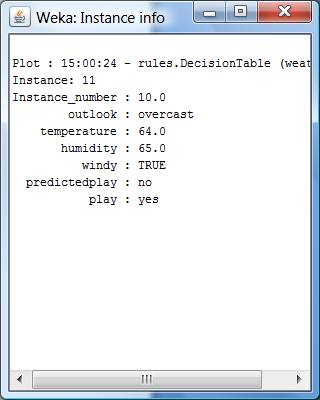 Weka: Instance info
Plot : 15:00:24 - rules.DecisionTable (weat
Instance: 11
Instance_number : 10.0
outlook : overcast
temperature : 64.0
humidity : 65.0
windy : TRUE
predictedplay : no
play : yes